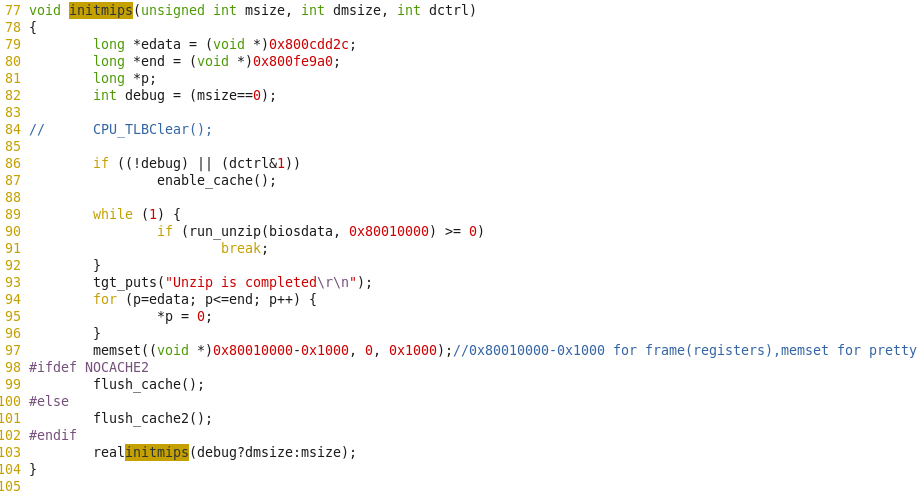 77 void initmips(unsigned int msize, int dmsize, int dctrl)
78 {
79         long *edata = (void *)0x800cdd2c;
80         long *end = (void *)0x800fe9a0;
81         long *p;
82         int debug = (msize==0);
83
84 //      CPU_TLBClear();
85
86         if ((!debug) || (dctrl&1))
87                 enable_cache();
88
89         while (1) {
90                 if (run_unzip(biosdata, 0x80010000) >= 0)
91                         break;
92         }
93         tgt_puts("Unzip is completed\r\n");
94         for (p=edata; p<=end; p++) {
95                 *p = 0;
96         }
97         memset((void *)0x80010000-0x1000, 0, 0x1000);//0x80010000-0x1000 for frame(registers),memset for pretty
98 #ifdef NOCACHE2
99         flush_cache();
100 #else
101         flush_cache2();
102 #endif
103         realinitmips(debug?dmsize:msize);
104 }
105